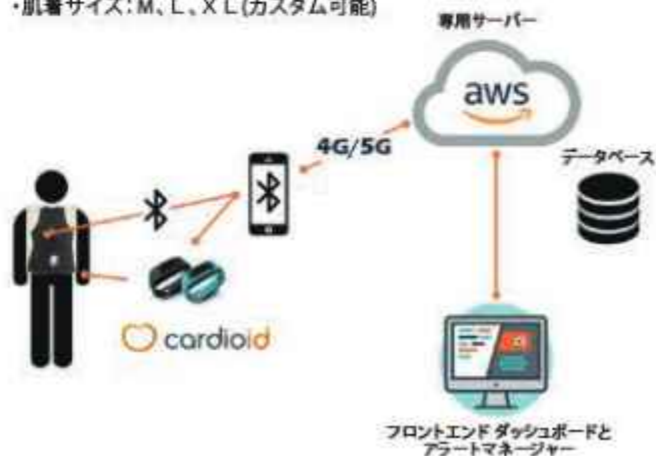 ・肌着サイズ：M、L、XL(カスタム可能)
専用サーバー
aws
4G/5G
データベース
cardioid
フロントエンド ダッシュボードと
アラートマネージャー